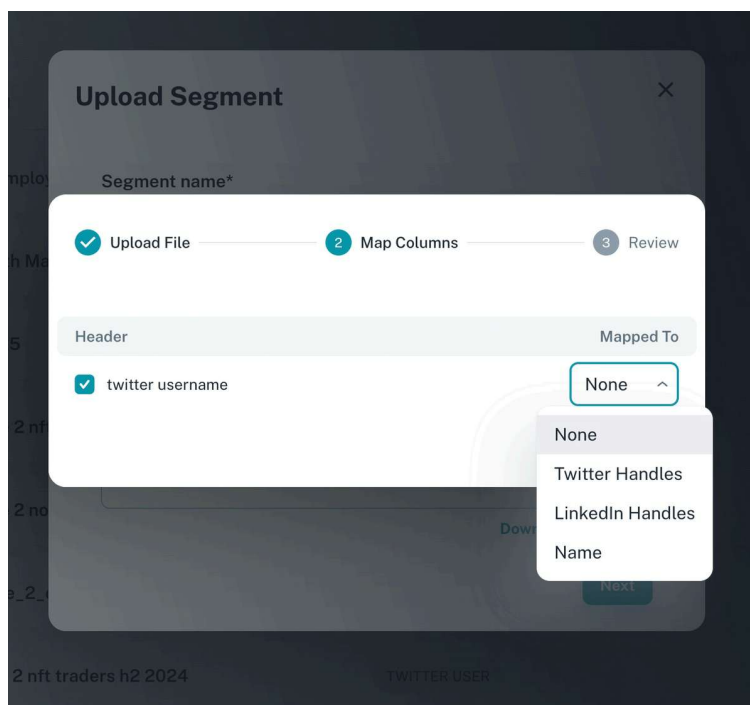 Upload Segment
Segment name*
Upload File
2 Map Columns
3 Review
Header
Mapped To
twitter username
None
None
Twitter Handles
LinkedIn Handles
Name
Next
5
2 nft traders h2 2024
TWITTER USER